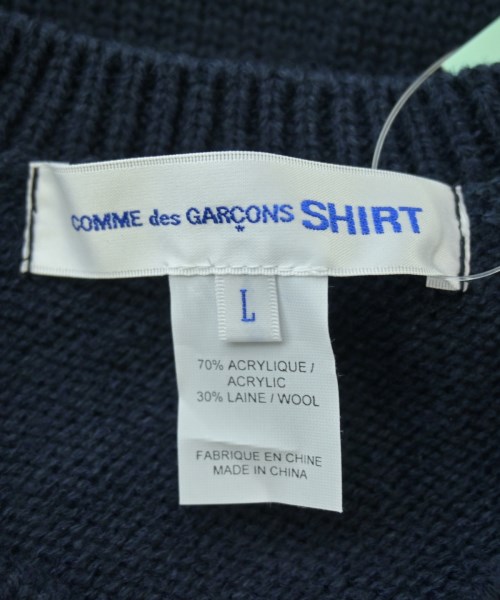 COMME des GARÇONS SHIRT
*
L
70% ACRYLIQUE /
ACRYLIC
30% LAINE / WOOL
FABRIQUE EN CHINE
MADE IN CHINA